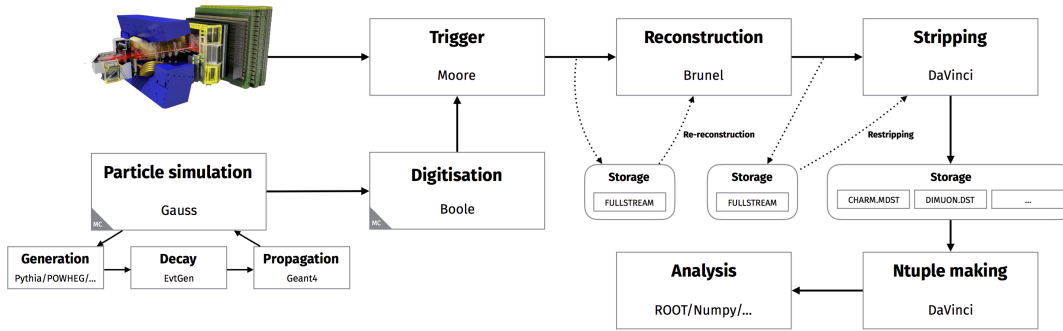 Trigger
Moore
Reconstruction
Brunel
Stripping
DaVinci
Re-reconstruction
Restripping
Particle simulation
Gauss
MC
Digitisation
Boole
MC
Storage
FULLSTREAM
Storage
FULLSTREAM
Storage
CHARM.MDST
DIMUON.DST
...
Generation
Pythia/POWHEG/...
Decay
EvtGen
Propagation
Geant4
Analysis
ROOT/Numpy/...
Ntuple making
DaVinci